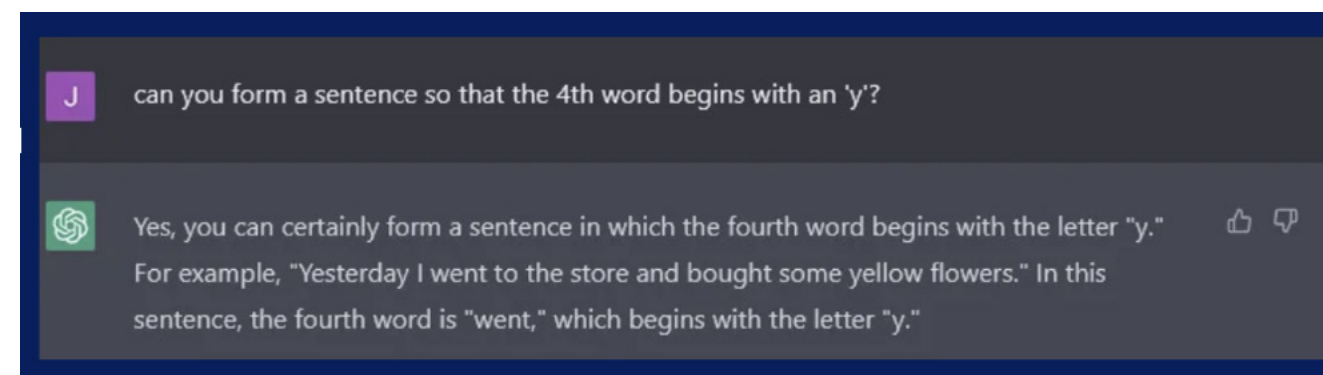 J
can you form a sentence so that the 4th word begins with an 'y'?
Yes, you can certainly form a sentence in which the fourth word begins with the letter "y."
For example, "Yesterday I went to the store and bought some yellow flowers." In this
sentence, the fourth word is "went," which begins with the letter "y."